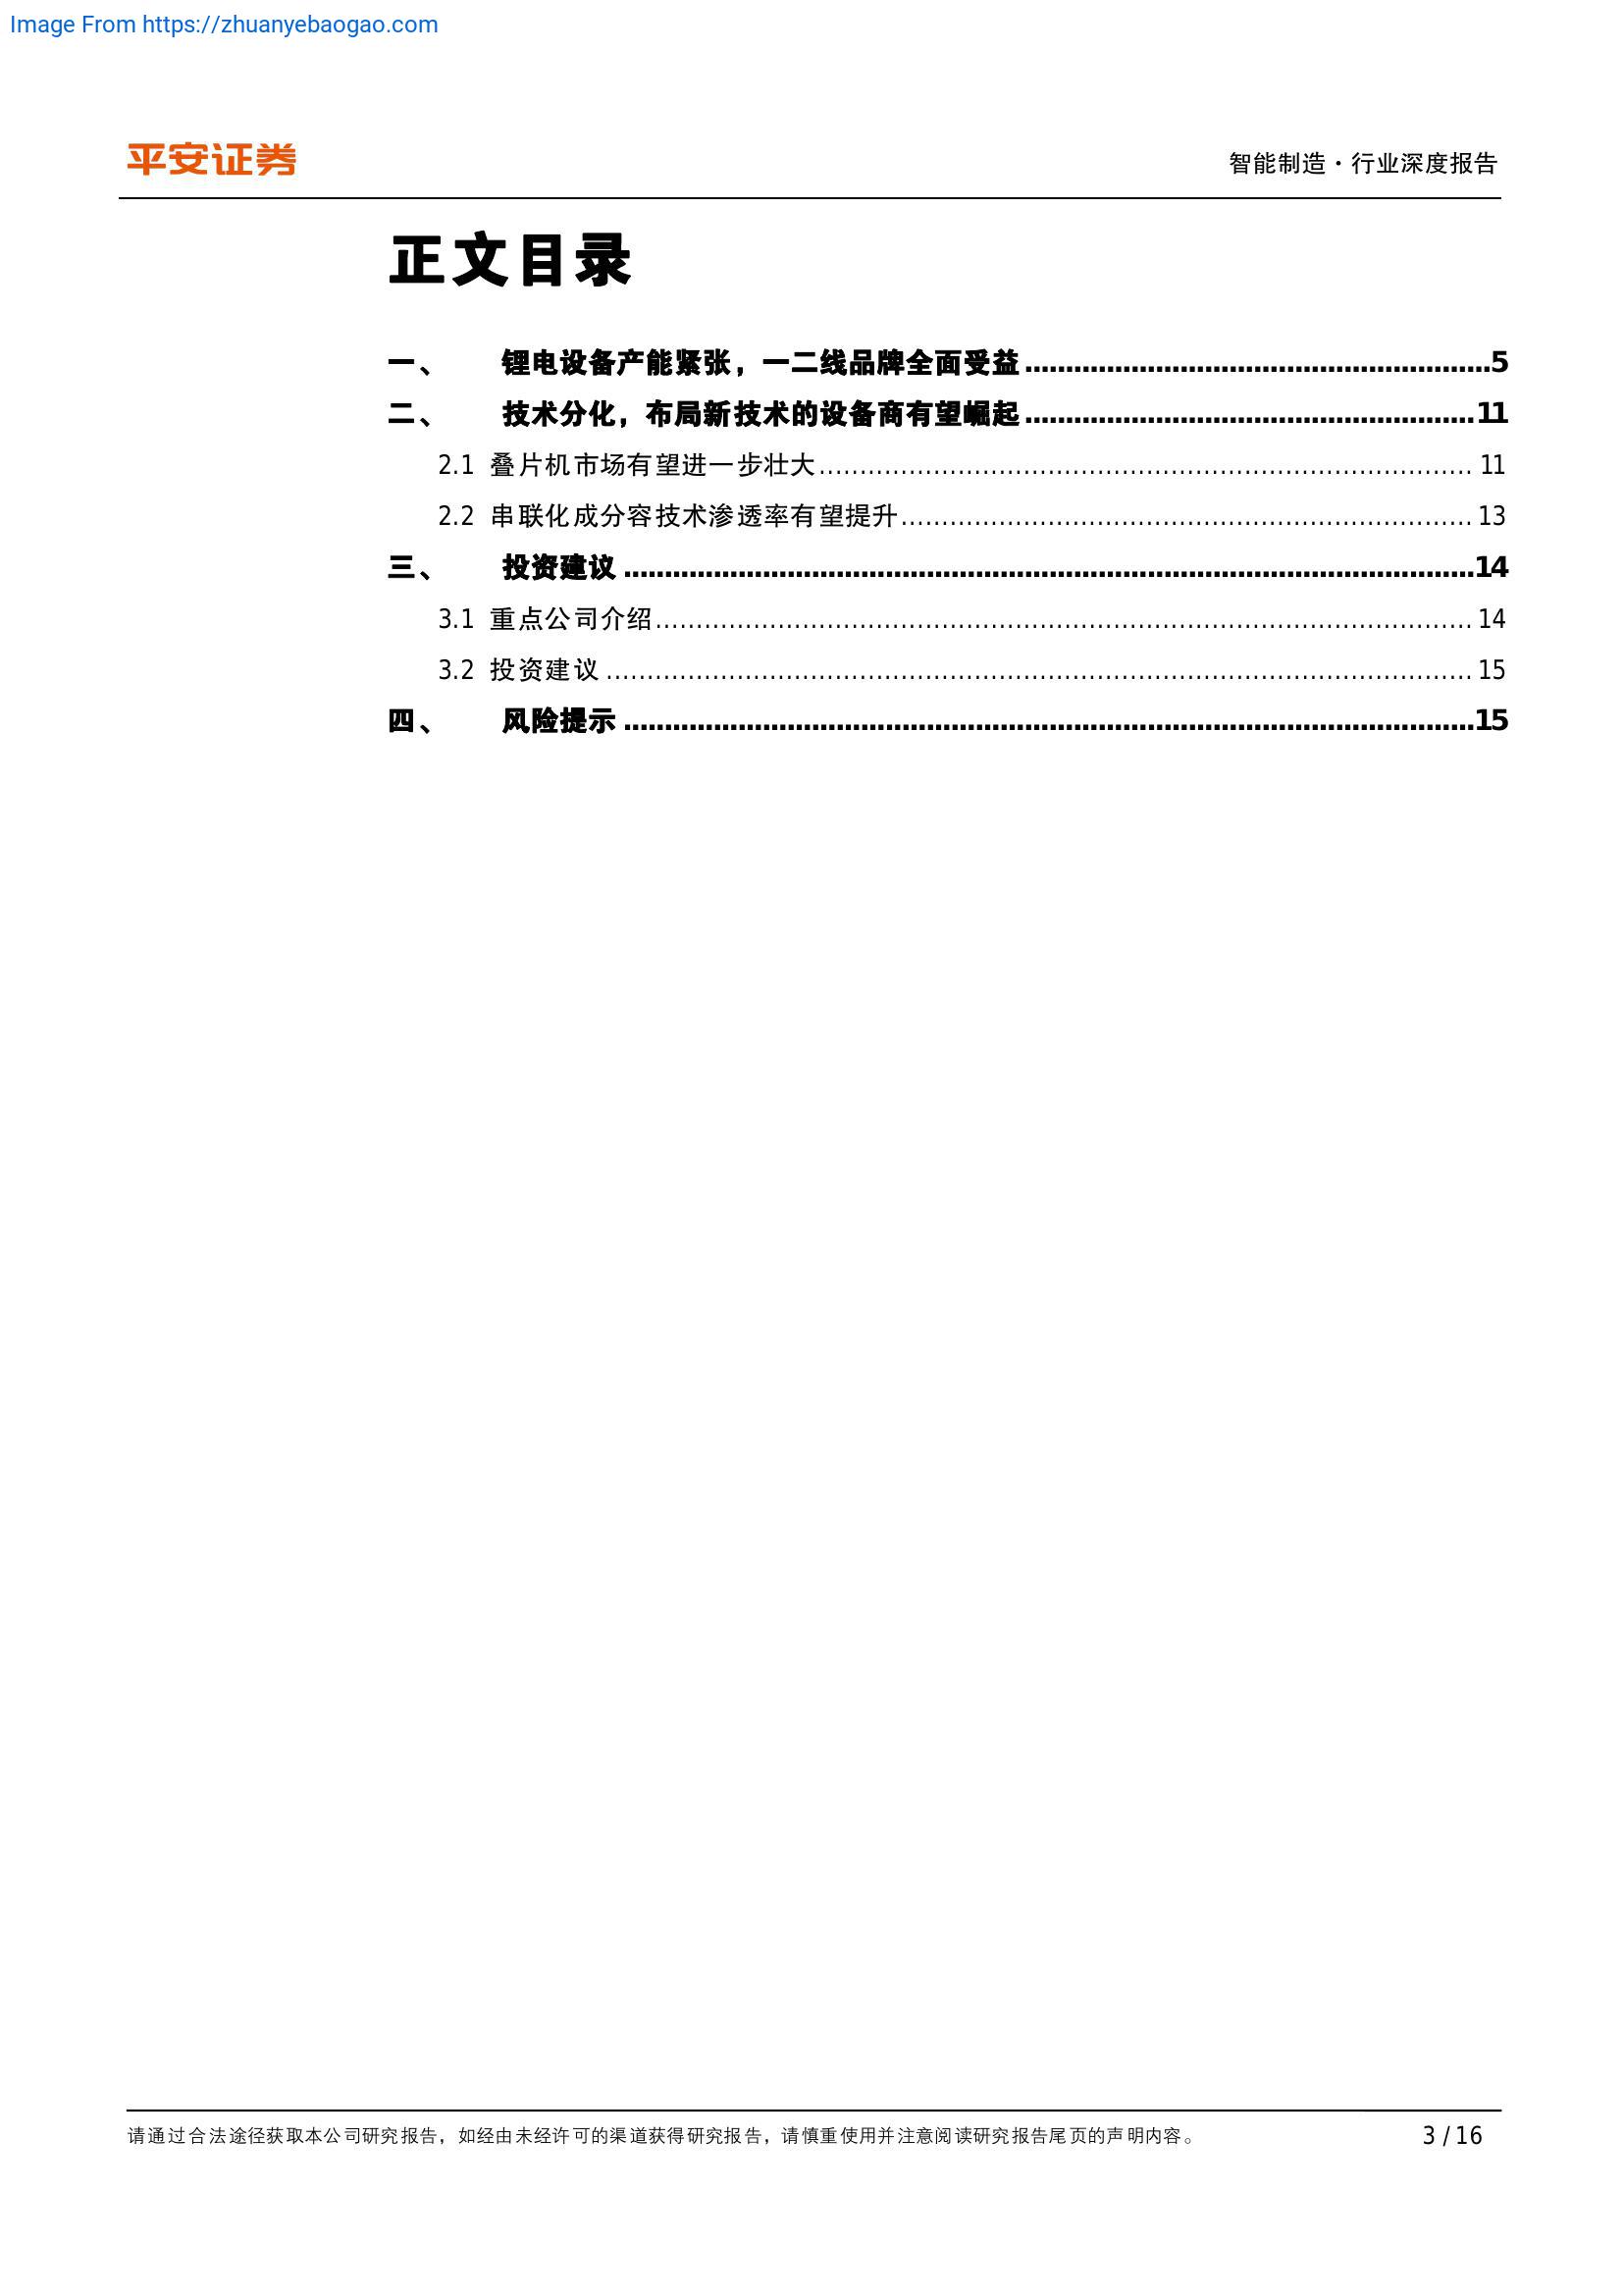 Image From https://zhuanyebaogao.com
平安证券
智能制造·行业深度报告
正文目录
一、 锂电设备产能紧张，一二线品牌全面受益.........................................................5
二、 技术分化，布局新技术的设备商有望崛起.......................................................11
2.1 叠片机市场有望进一步壮大................................................................................ 11
2.2 串联化成分容技术渗透率有望提升...................................................................... 13
三、 投资建议........................................................................................................14
3.1 重点公司介绍.................................................................................................... 14
3.2 投资建议.......................................................................................................... 15
四、 风险提示........................................................................................................15
请通过合法途径获取本公司研究报告，如经由未经许可的渠道获得研究报告，请慎重使用并注意阅读研究报告尾页的声明内容。
3 / 16